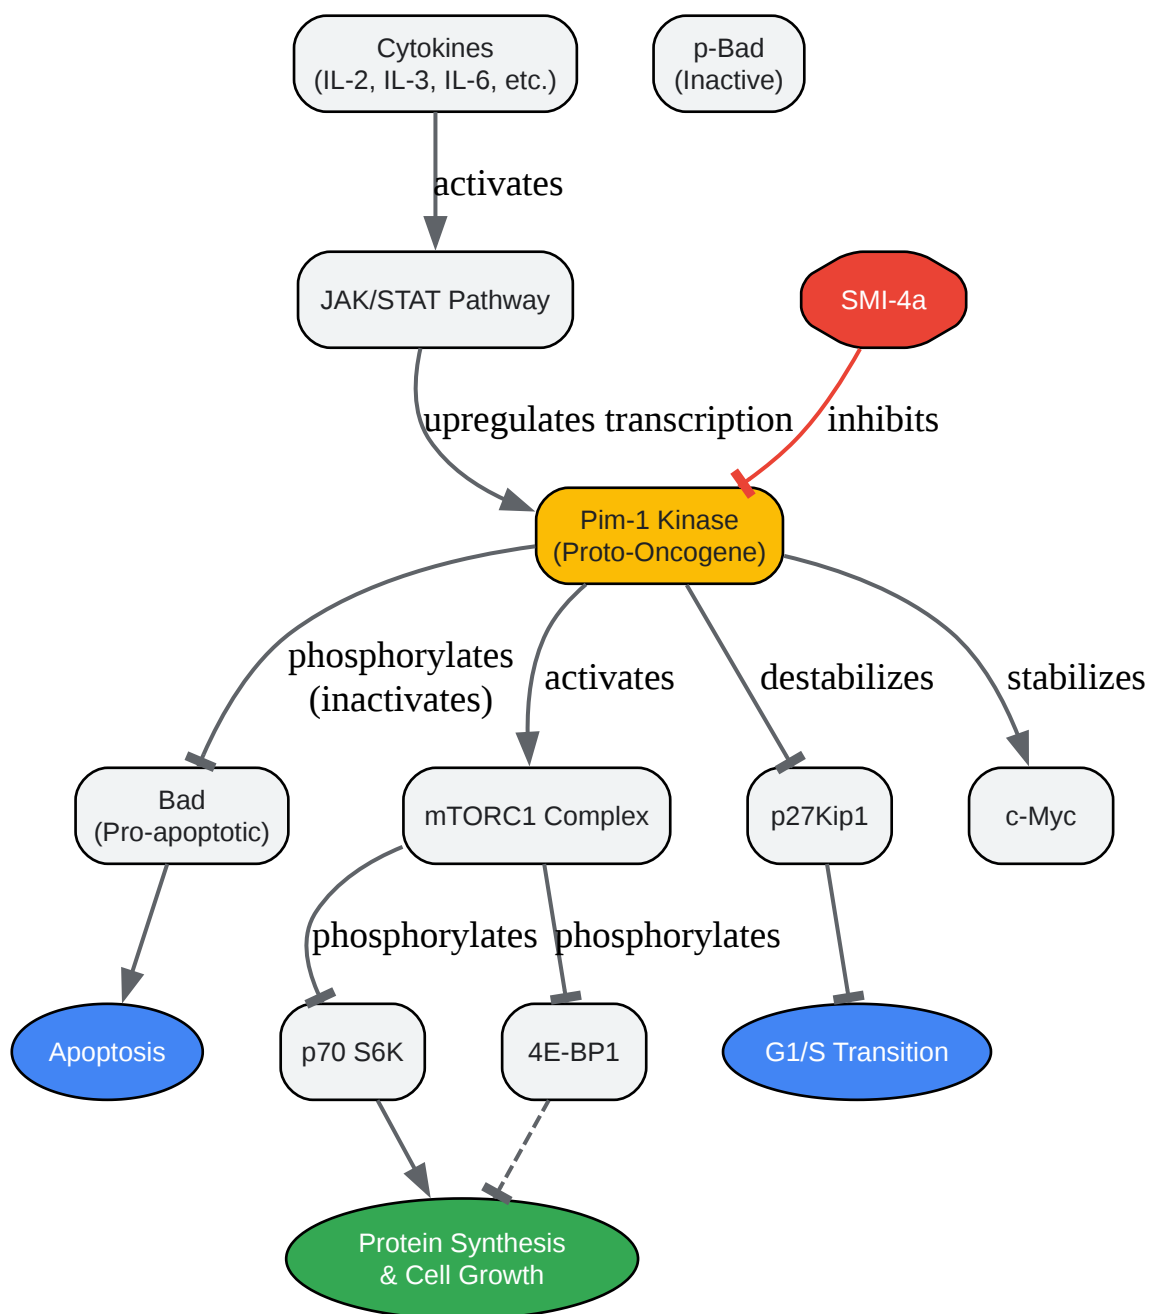 Cytokines
(IL-2, IL-3, IL-6, etc.)
p-Bad
(Inactive)
activates
JAK/STAT Pathway
SMI-4a
upregulates transcription
inhibits
Pim-1 Kinase
(Proto-Oncogene)
phosphorylates
(inactivates)
activates
destabilizes
stabilizes
Bad
(Pro-apoptotic)
mTORC1 Complex
p27Kip1
c-Myc
phosphorylates
phosphorylates
Apoptosis
p70 S6K
4E-BP1
G1/S Transition
Protein Synthesis
& Cell Growth